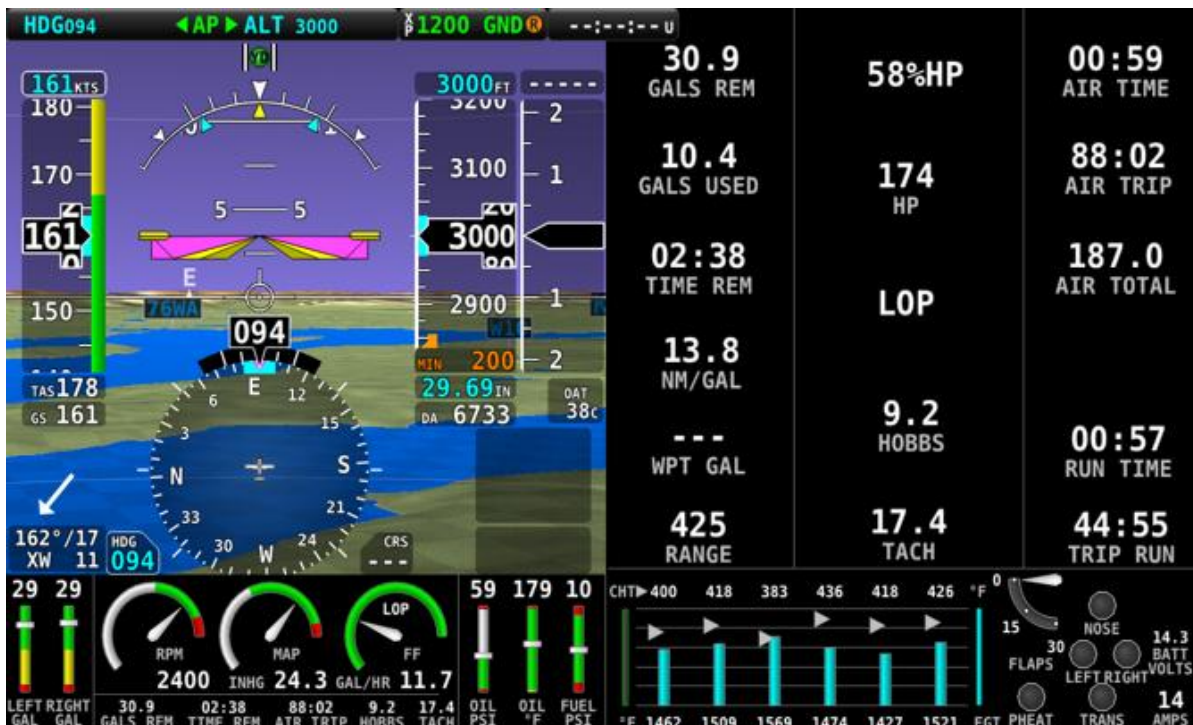 HDG094 ◄AP► ALT 3000 XP 1200 GND R --:--:-- U
YD
161KTS
3000FT -----
180
170
161
150
3200
3100
20
3000
80
2900
2
1
1
2
5 5
E
76WA
094
MIN 200
TAS178
GS 161
29.69IN
DA 6733
OAT
38c
E 12 15 S 21 24 W 30 33 N 3 6
162°/17
XW 11
HDG
094
CRS
---
30.9
GALS REM
10.4
GALS USED
02:38
TIME REM
13.8
NM/GAL
---
WPT GAL
425
RANGE
58%HP
174
HP
LOP
9.2
HOBBS
17.4
TACH
00:59
AIR TIME
88:02
AIR TRIP
187.0
AIR TOTAL
00:57
RUN TIME
44:55
TRIP RUN
29 29
LEFT RIGHT
GAL GAL
RPM
2400
MAP
INHG 24.3
LOP
FF
GAL/HR 11.7
30.9 02:38 88:02 9.2 17.4
GALS REM TIME REM AIR TRIP HOBBS TACH
59 179 10
OIL OIL FUEL
PSI °F PSI
CHT►400 418 383 436 418 426 °F
°F 1462 1509 1569 1474 1427 1521 EGT
0
15
30
FLAPS
NOSE
LEFT RIGHT
PHEAT TRANS
14.3
BATT
VOLTS
14
AMPS